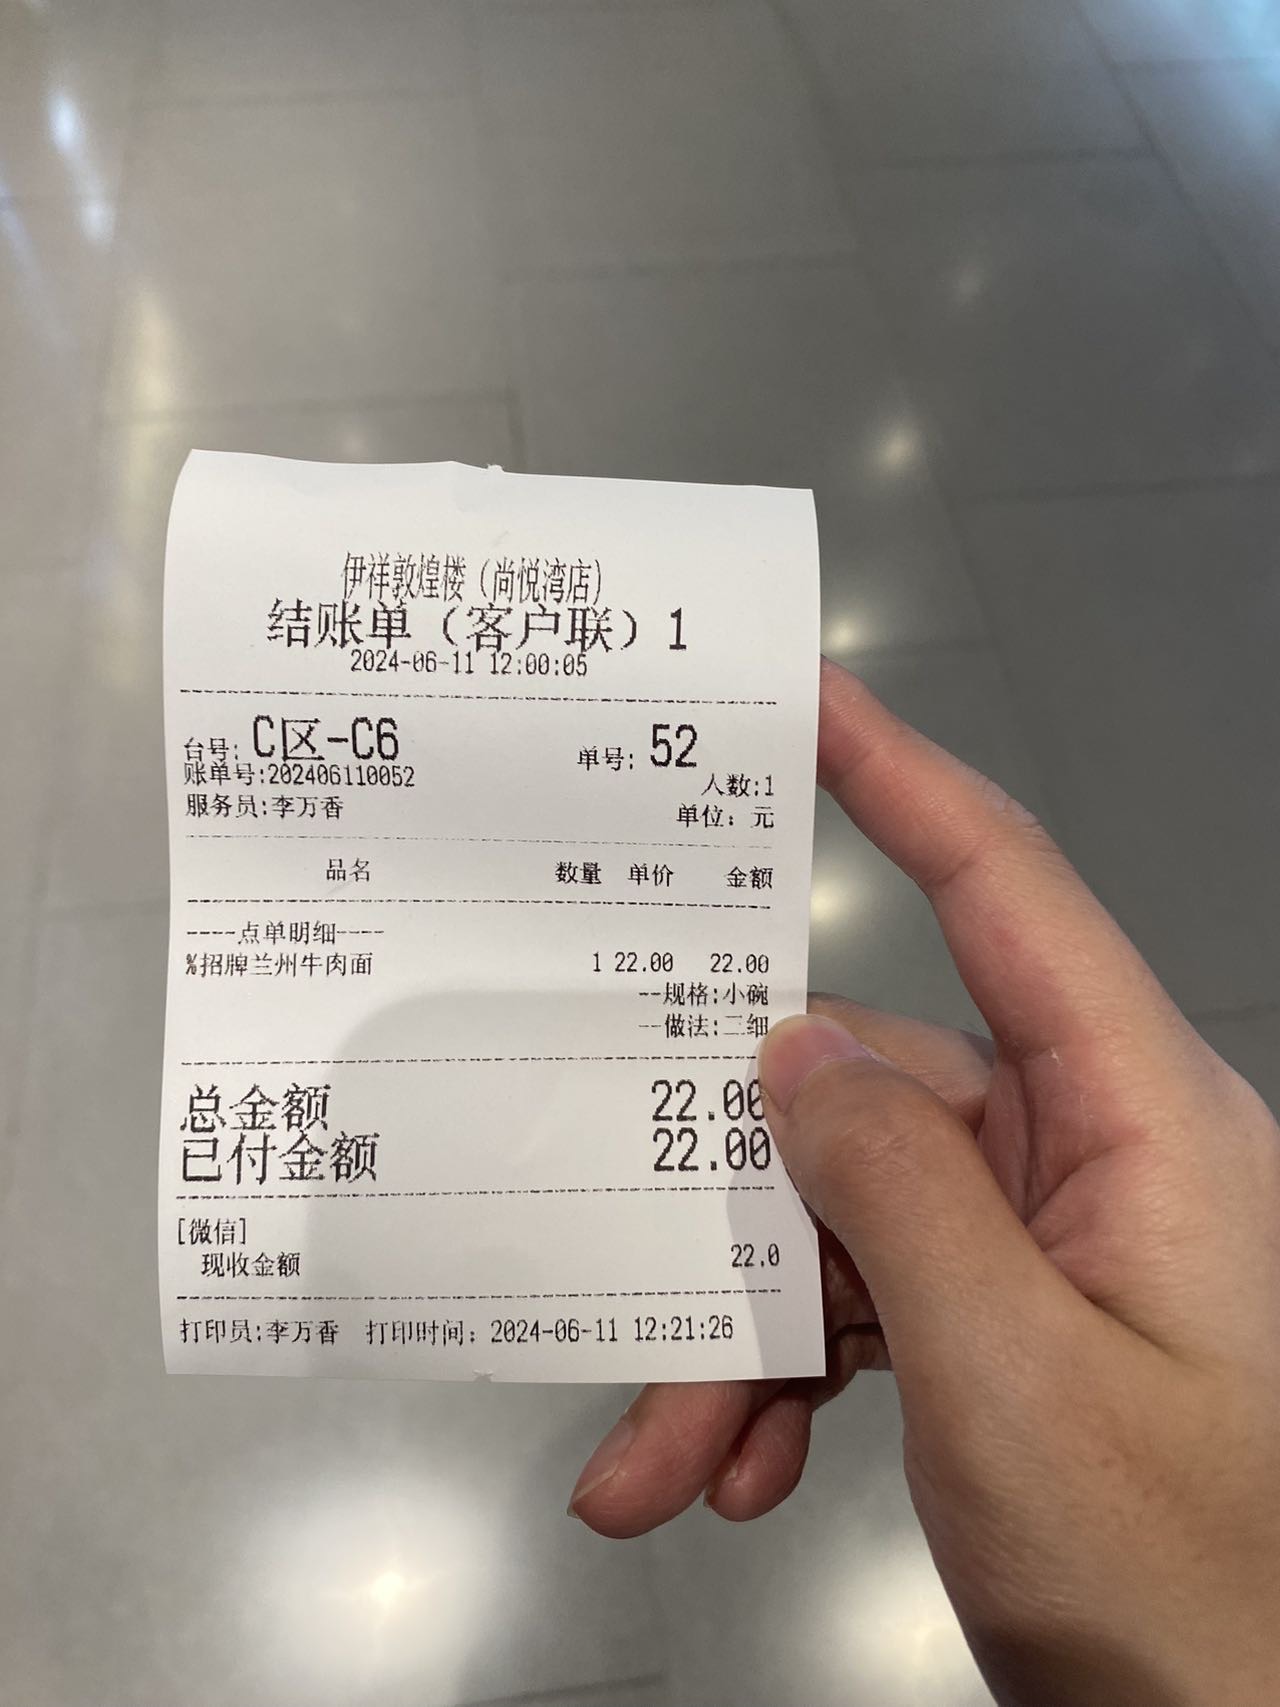 伊祥敦煌楼（尚悦湾店）
结账单（客户联）1
2024-06-11 12:00:05
台号: C区-C6 单号: 52
账单号:202406110052
人数:1
服务员:李万香 单位：元
品名 数量 单价 金额
----点单明细----
%招牌兰州牛肉面 1 22.00 22.00
--规格:小碗
--做法:二细
总金额 22.00
已付金额 22.00
[微信]
现收金额 22.0
打印员:李万香 打印时间：2024-06-11 12:21:26